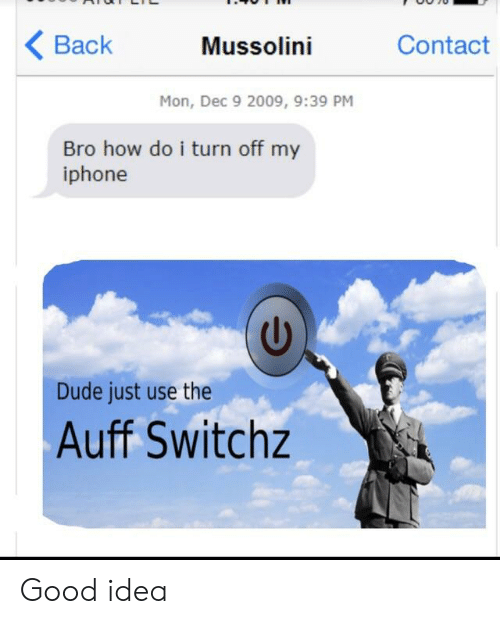 Back Mussolini Contact
Mon, Dec 9 2009, 9:39 PM
Bro how do i turn off my
iphone
Dude just use the
Auff Switchz
Good idea